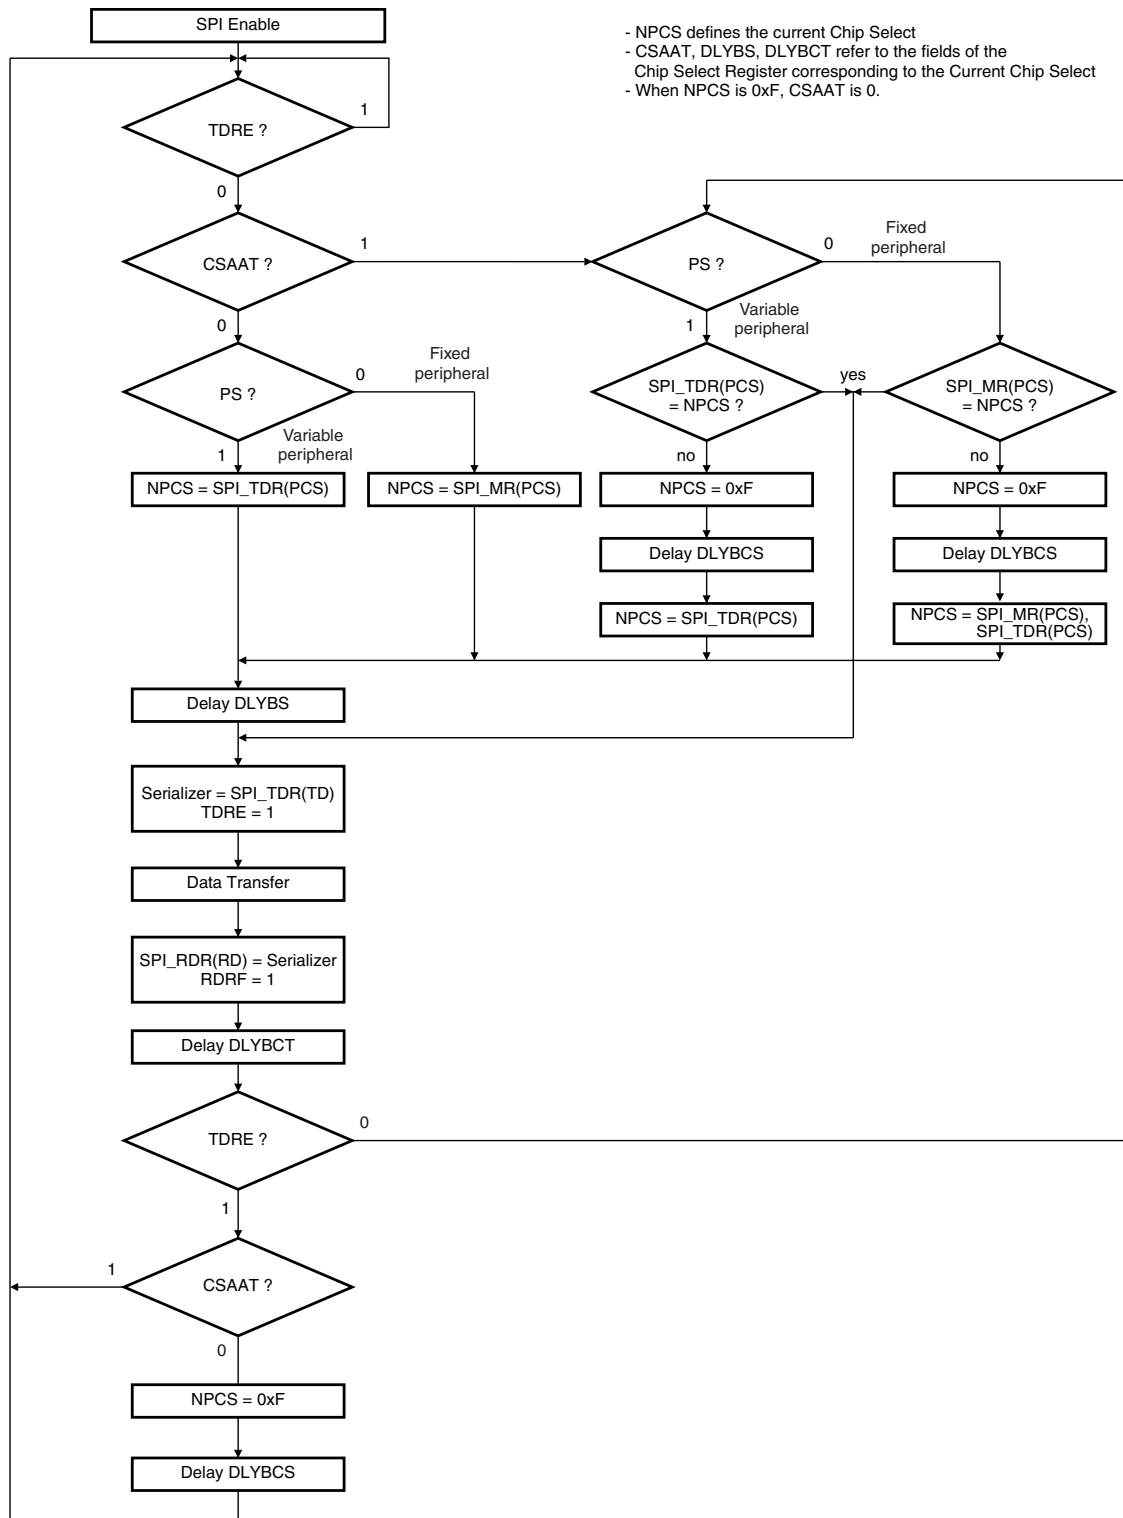 SPI Enable
- NPCS defines the current Chip Select
- CSAAT, DLYBS, DLYBCT refer to the fields of the
Chip Select Register corresponding to the Current Chip Select
- When NPCS is 0xF, CSAAT is 0.
TDRE ?
1
0
CSAAT ?
1
0
PS ?
0
Fixed
peripheral
1
Variable
peripheral
PS ?
0
Fixed
peripheral
1
Variable
peripheral
SPI_TDR(PCS)
= NPCS ?
yes
SPI_MR(PCS)
= NPCS ?
no
no
NPCS = SPI_TDR(PCS)
NPCS = SPI_MR(PCS)
NPCS = 0xF
NPCS = 0xF
Delay DLYBCS
Delay DLYBCS
NPCS = SPI_TDR(PCS)
NPCS = SPI_MR(PCS),
SPI_TDR(PCS)
Delay DLYBS
Serializer = SPI_TDR(TD)
TDRE = 1
Data Transfer
SPI_RDR(RD) = Serializer
RDRF = 1
Delay DLYBCT
TDRE ?
0
1
CSAAT ?
1
0
NPCS = 0xF
Delay DLYBCS